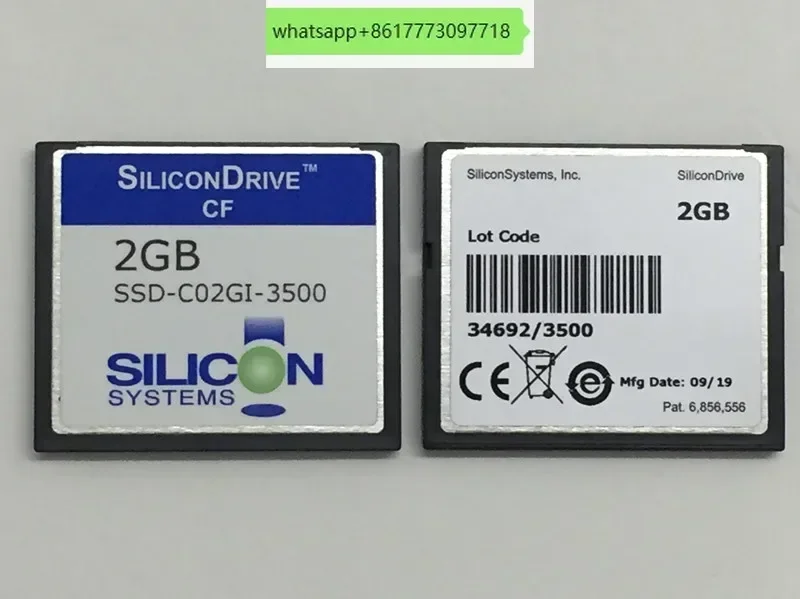 whatsapp+8617773097718
SILICONDRIVE™
CF
2GB
SSD-C02GI-3500
SILICON
SYSTEMS
SiliconSystems, Inc.
SiliconDrive
2GB
Lot Code
34692/3500
CE
e
Mfg Date: 09/19
Pat. 6,856,556